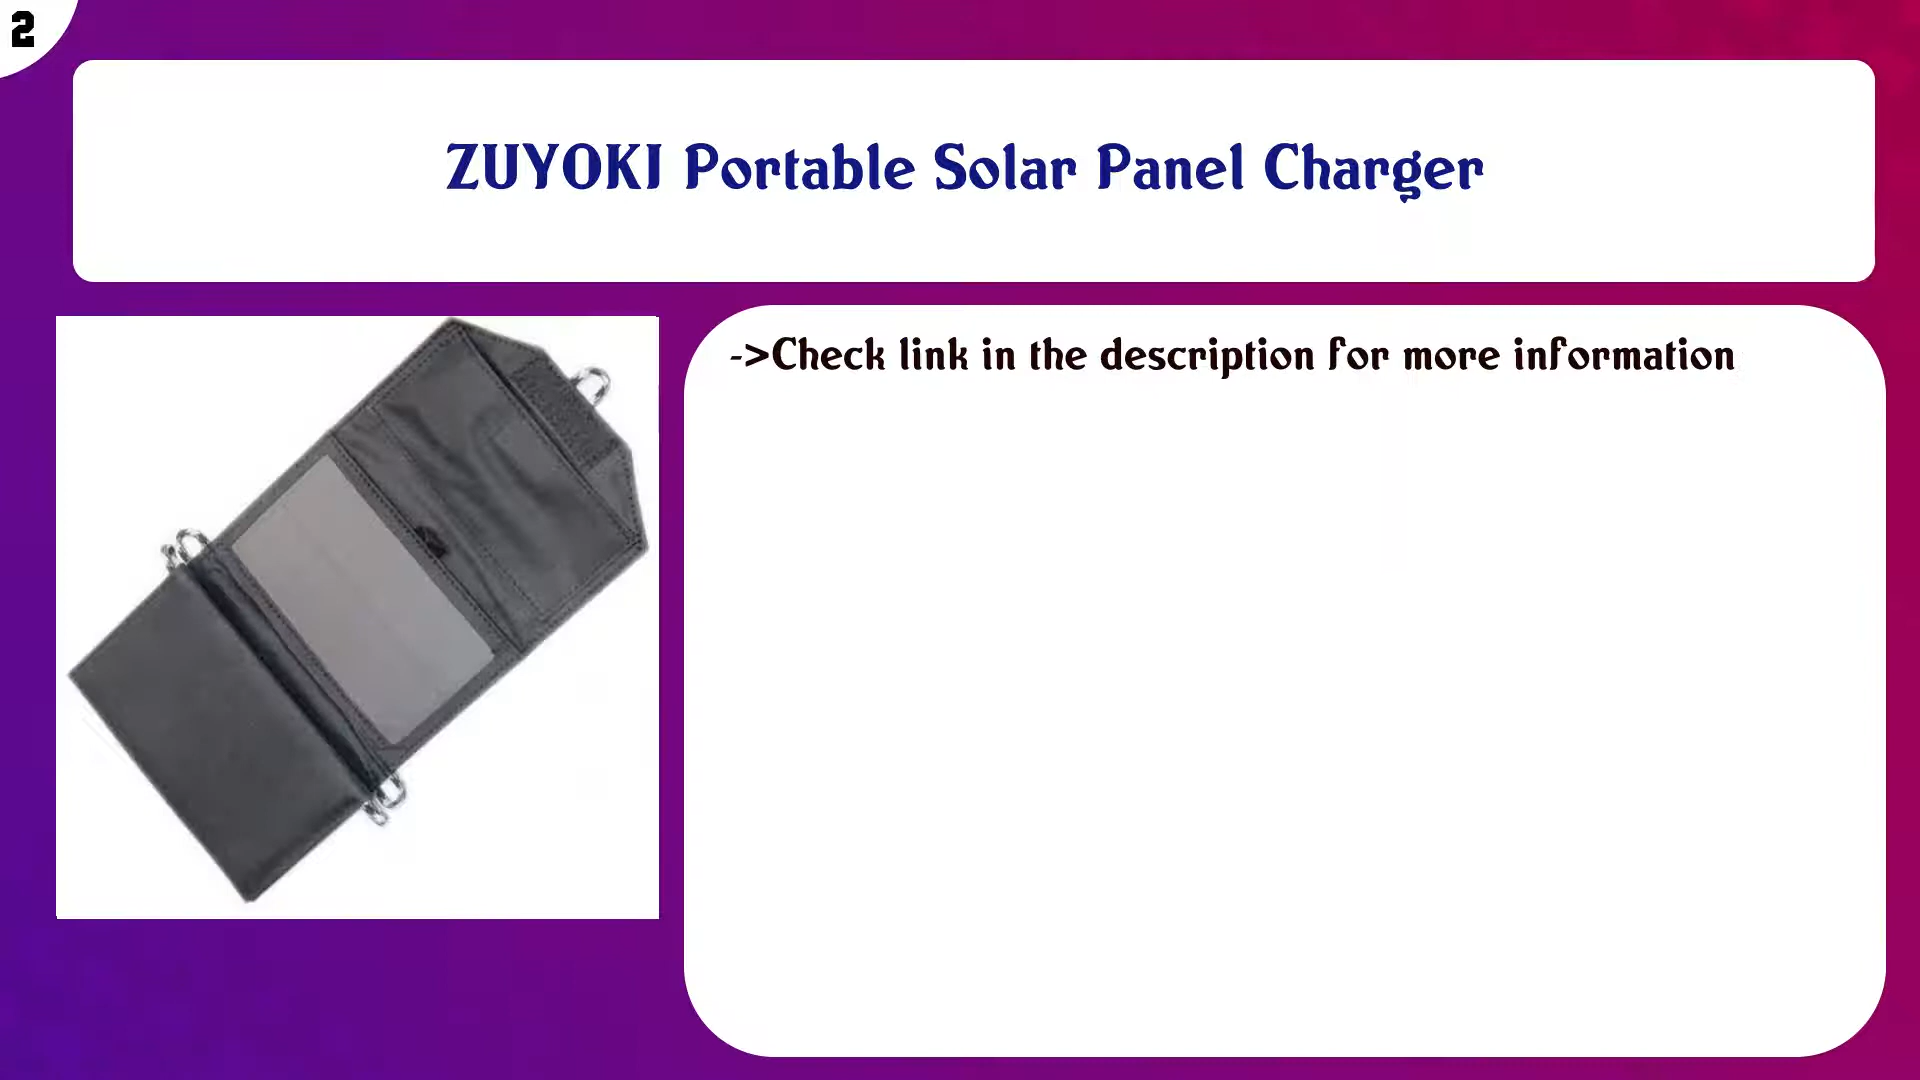 2
ZUYOKI Portable Solar Panel Charger
->Check link in the description for more information